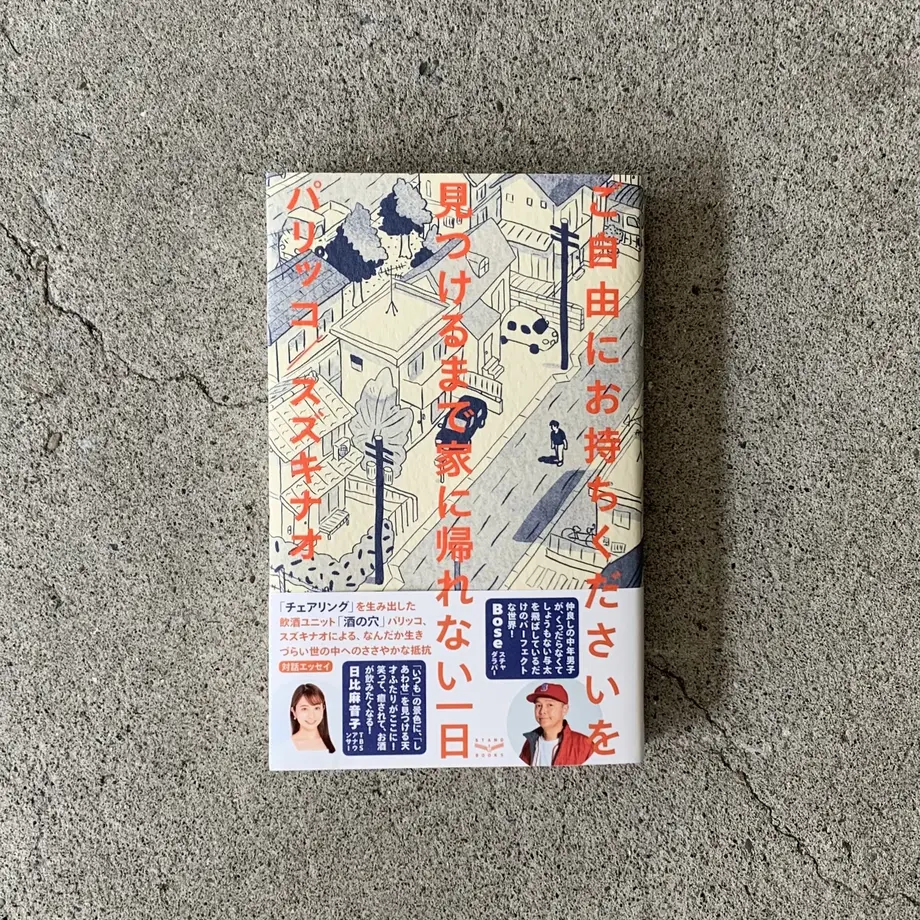 ご自由にお持ちくださいを
見つけるまで家に帰れない一日
パリッコ/スズキナオ
「チェアリング」を生み出した
飲酒ユニット「酒の穴」パリッコ、
スズキナオによる、なんだか生き
づらい世の中へのささやかな抵抗
対話エッセイ
仲良しの中年男子
が、くっだらなくて
しょうもない与太
を飛ばしているだ
けのパーフェクト
な世界!
Bose スチャ
ダラパー
「いつも」の景色に、「し
あわせ」を見つける天
才ふたりがここに!
笑って、癒されて、お酒
が飲みたくなる!
日比麻音子 TBS
アナウ
ンサー
STAND
BOOKS